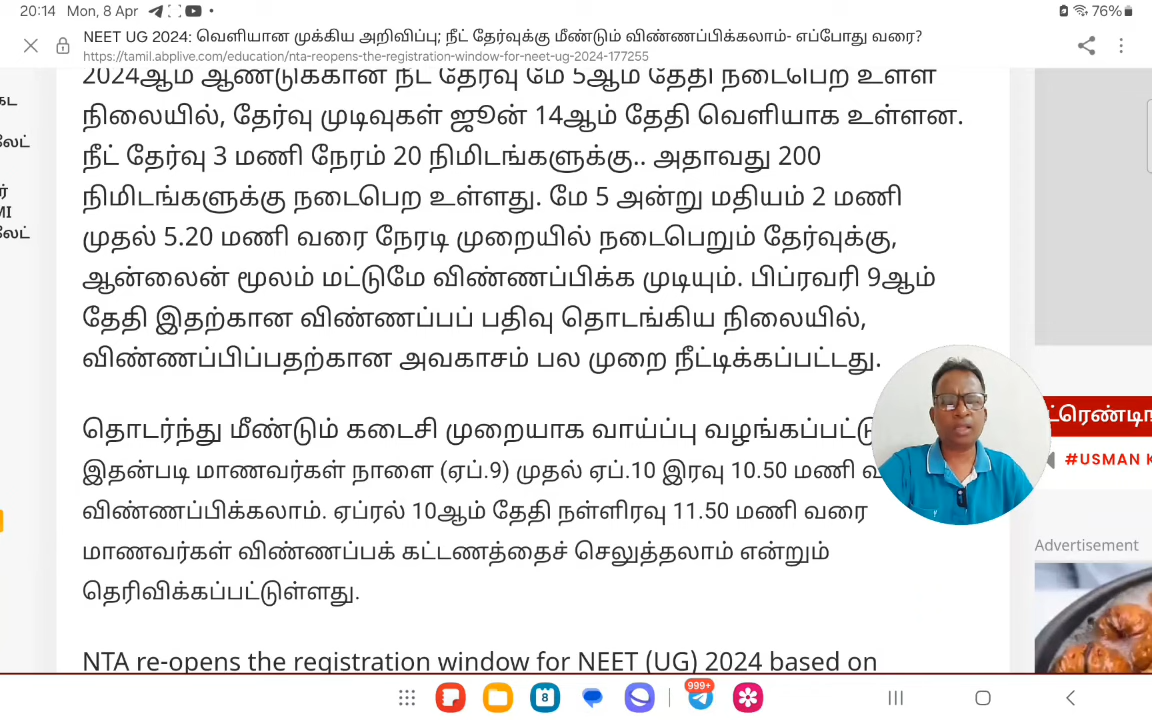 20:14 Mon, 8 Apr
76%
NEET UG 2024: வெளியான முக்கிய அறிவிப்பு; நீட் தேர்வுக்கு மீண்டும் விண்ணப்பிக்கலாம்- எப்போது வரை?
https://tamil.abplive.com/education/nta-reopens-the-registration-window-for-neet-ug-2024-177255
2024ஆம் ஆண்டுக்கான நீட் தேர்வு மே 5ஆம் தேதி நடைபெற உள்ள
நிலையில், தேர்வு முடிவுகள் ஜூன் 14ஆம் தேதி வெளியாக உள்ளன.
நீட் தேர்வு 3 மணி நேரம் 20 நிமிடங்களுக்கு.. அதாவது 200
நிமிடங்களுக்கு நடைபெற உள்ளது. மே 5 அன்று மதியம் 2 மணி
முதல் 5.20 மணி வரை நேரடி முறையில் நடைபெறும் தேர்வுக்கு,
ஆன்லைன் மூலம் மட்டுமே விண்ணப்பிக்க முடியும். பிப்ரவரி 9ஆம்
தேதி இதற்கான விண்ணப்பப் பதிவு தொடங்கிய நிலையில்,
விண்ணப்பிப்பதற்கான அவகாசம் பல முறை நீட்டிக்கப்பட்டது.
தொடர்ந்து மீண்டும் கடைசி முறையாக வாய்ப்பு
இதன்படி மாணவர்கள் நாளை (ஏப்.9) முதல் ஏப்.10 இரவு 10.50 மணி
விண்ணப்பிக்கலாம். ஏப்ரல் 10ஆம் தேதி நள்ளிரவு 11.50 மணி வரை
மாணவர்கள் விண்ணப்பக் கட்டணத்தைச் செலுத்தலாம் என்றும்
தெரிவிக்கப்பட்டுள்ளது.
NTA re-opens the registration window for NEET (UG) 2024 based on
#USMAN
Advertisement
8
999+